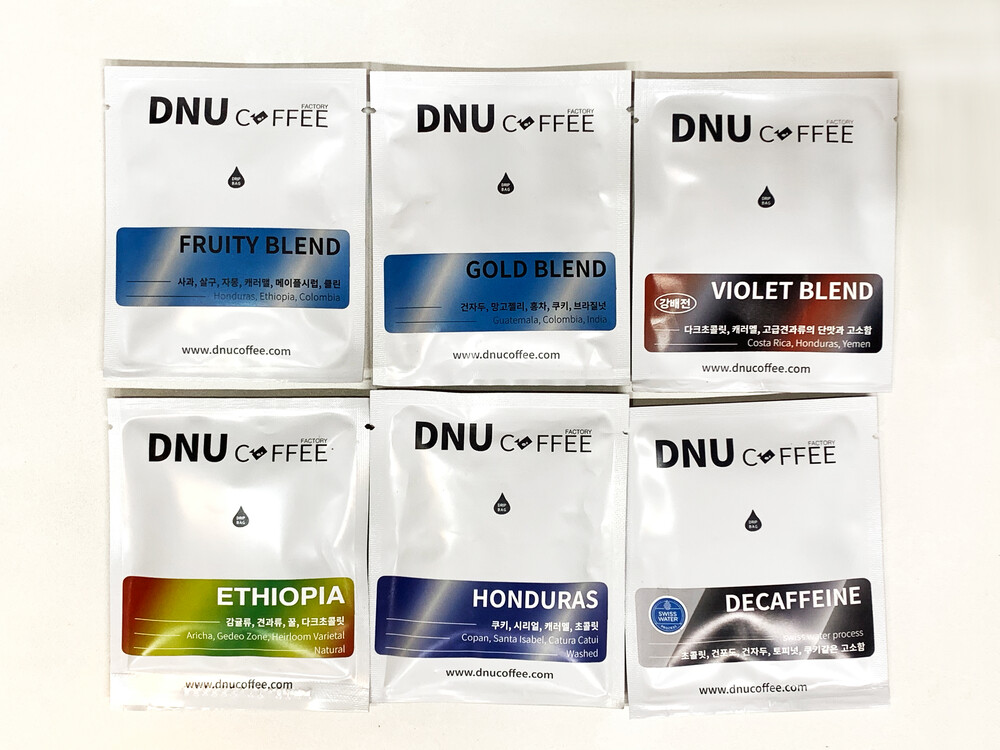 DNU COFFEE
FACTORY
DRIP
BAG
FRUITY BLEND
사과, 살구, 자몽, 캐러멜, 메이플시럽, 클린
Honduras, Ethiopia, Colombia
www.dnucoffee.com
DNU COFFEE
FACTORY
DRIP
BAG
GOLD BLEND
건자두, 망고젤리, 홍차, 쿠키, 브라질넛
Guatemala, Colombia, India
www.dnucoffee.com
DNU COFFEE
FACTORY
DRIP
BAG
강배전
VIOLET BLEND
다크초콜릿, 캐러멜, 고급견과류의 단맛과 고소함
Costa Rica, Honduras, Yemen
www.dnucoffee.com
DNU COFFEE
FACTORY
DRIP
BAG
ETHIOPIA
감귤류, 견과류, 꿀, 다크초콜릿
Aricha, Gedeo Zone, Heirloom Varietal
Natural
www.dnucoffee.com
DNU COFFEE
FACTORY
DRIP
BAG
HONDURAS
쿠키, 시리얼, 캐러멜, 초콜릿
Copan, Santa Isabel, Catura Catui
Washed
www.dnucoffee.com
DNU COFFEE
FACTORY
DRIP
BAG
SWISS
WATER
PROCESS
DECAFFEINE
Swiss water process
초콜릿, 건포도, 건자두, 토피넛, 쿠키같은 고소함
www.dnucoffee.com